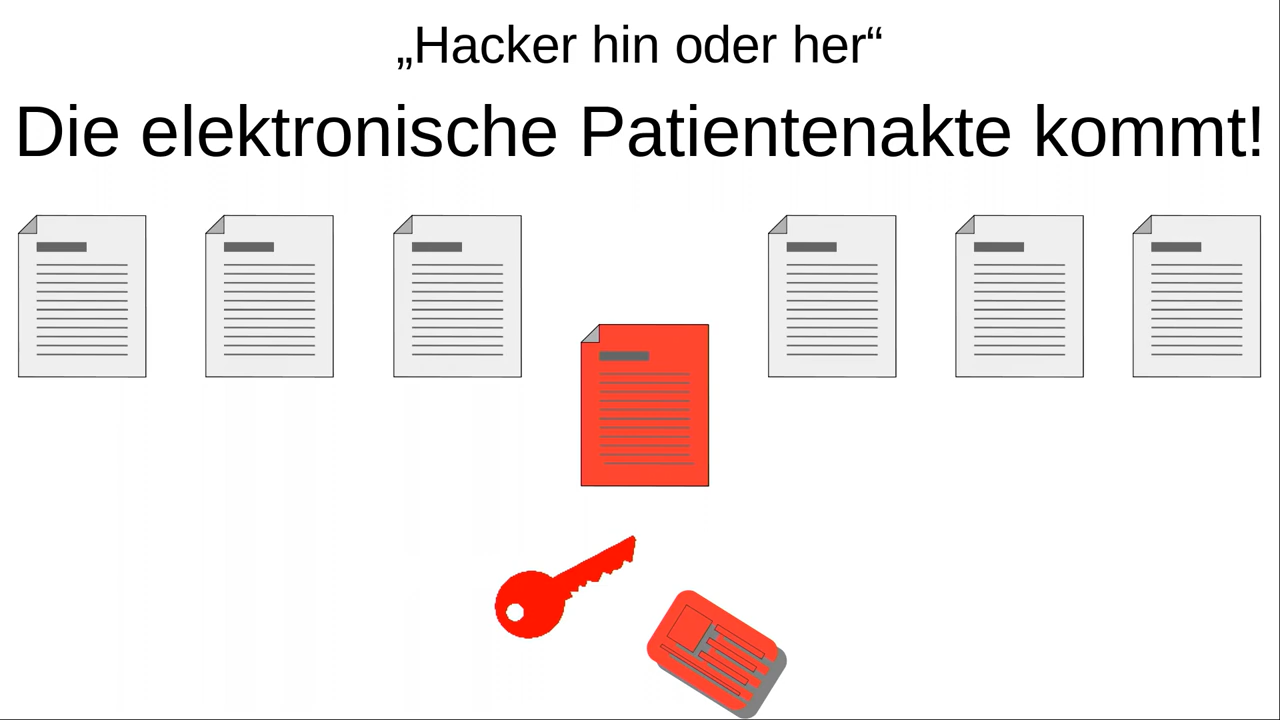 „Hacker hin oder her“
Die elektronische Patientenakte kommt!